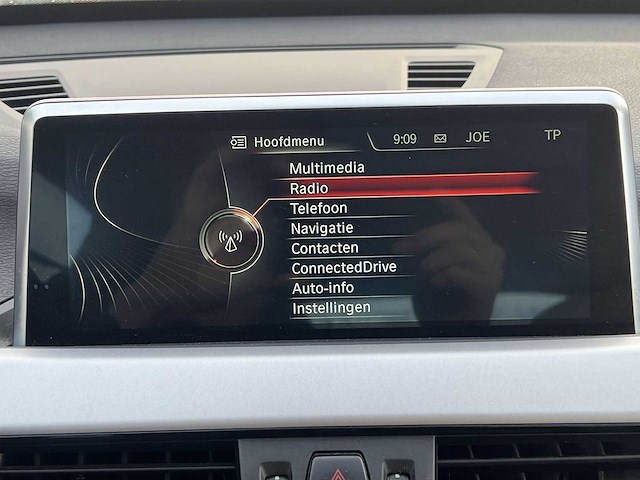 Hoofdmenu 9:09 JOE TP
Multimedia
Radio
Telefoon
Navigatie
Contacten
ConnectedDrive
Auto-info
Instellingen